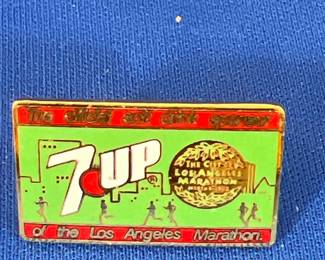 The official soft drink sponsor
7UP ®
THE CITY OF
LOS ANGELES
MARATHON
of the Los Angeles Marathon.